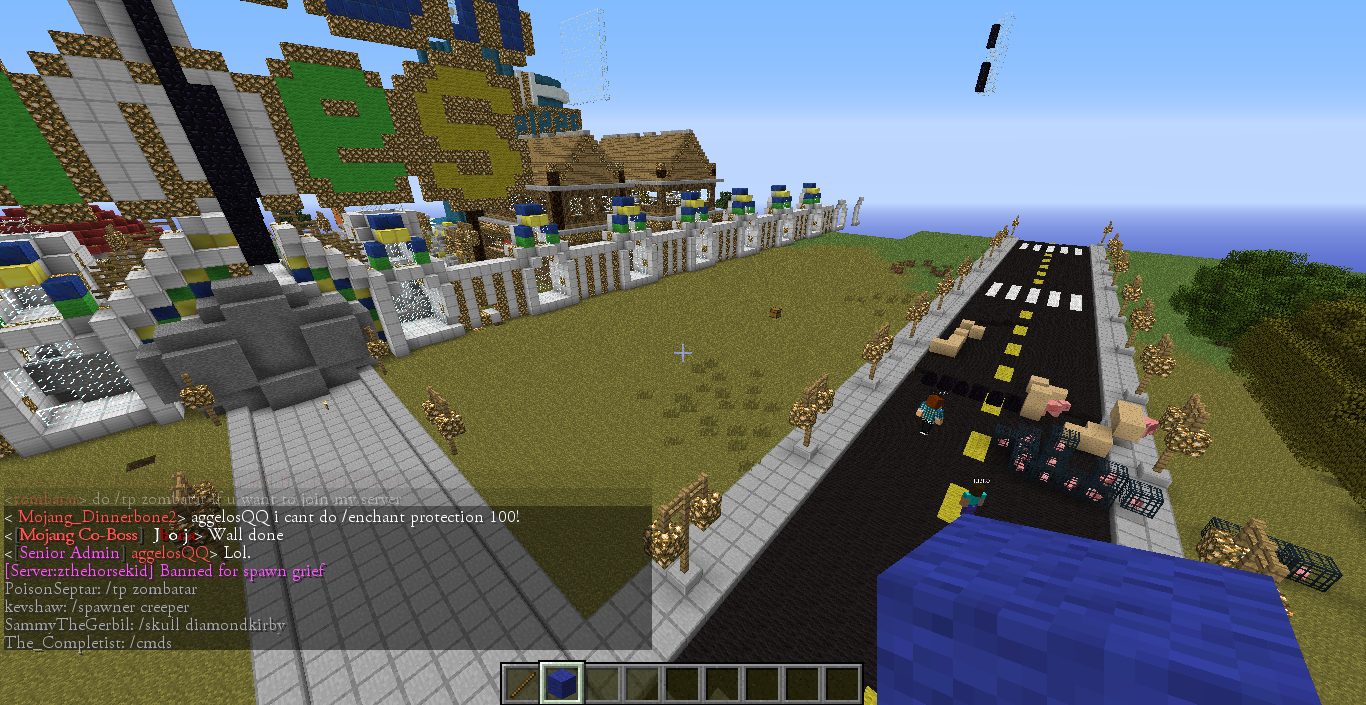 nes
<zombatar> do /tp zombatar if u want to join my server
< Mojang_Dinnerbone2> aggelosQQ i cant do /enchant protection 100!
<[Mojang Co-Boss] J o j > Wall done
<[Senior Admin] aggelosQQ> Lol.
[Server:zthehorsekid] Banned for spawn grief
PoisonSeptar: /tp zombatar
kevshaw: /spawner creeper
SammyTheGerbil: /skull diamondkirby
The_Completist: /cmds